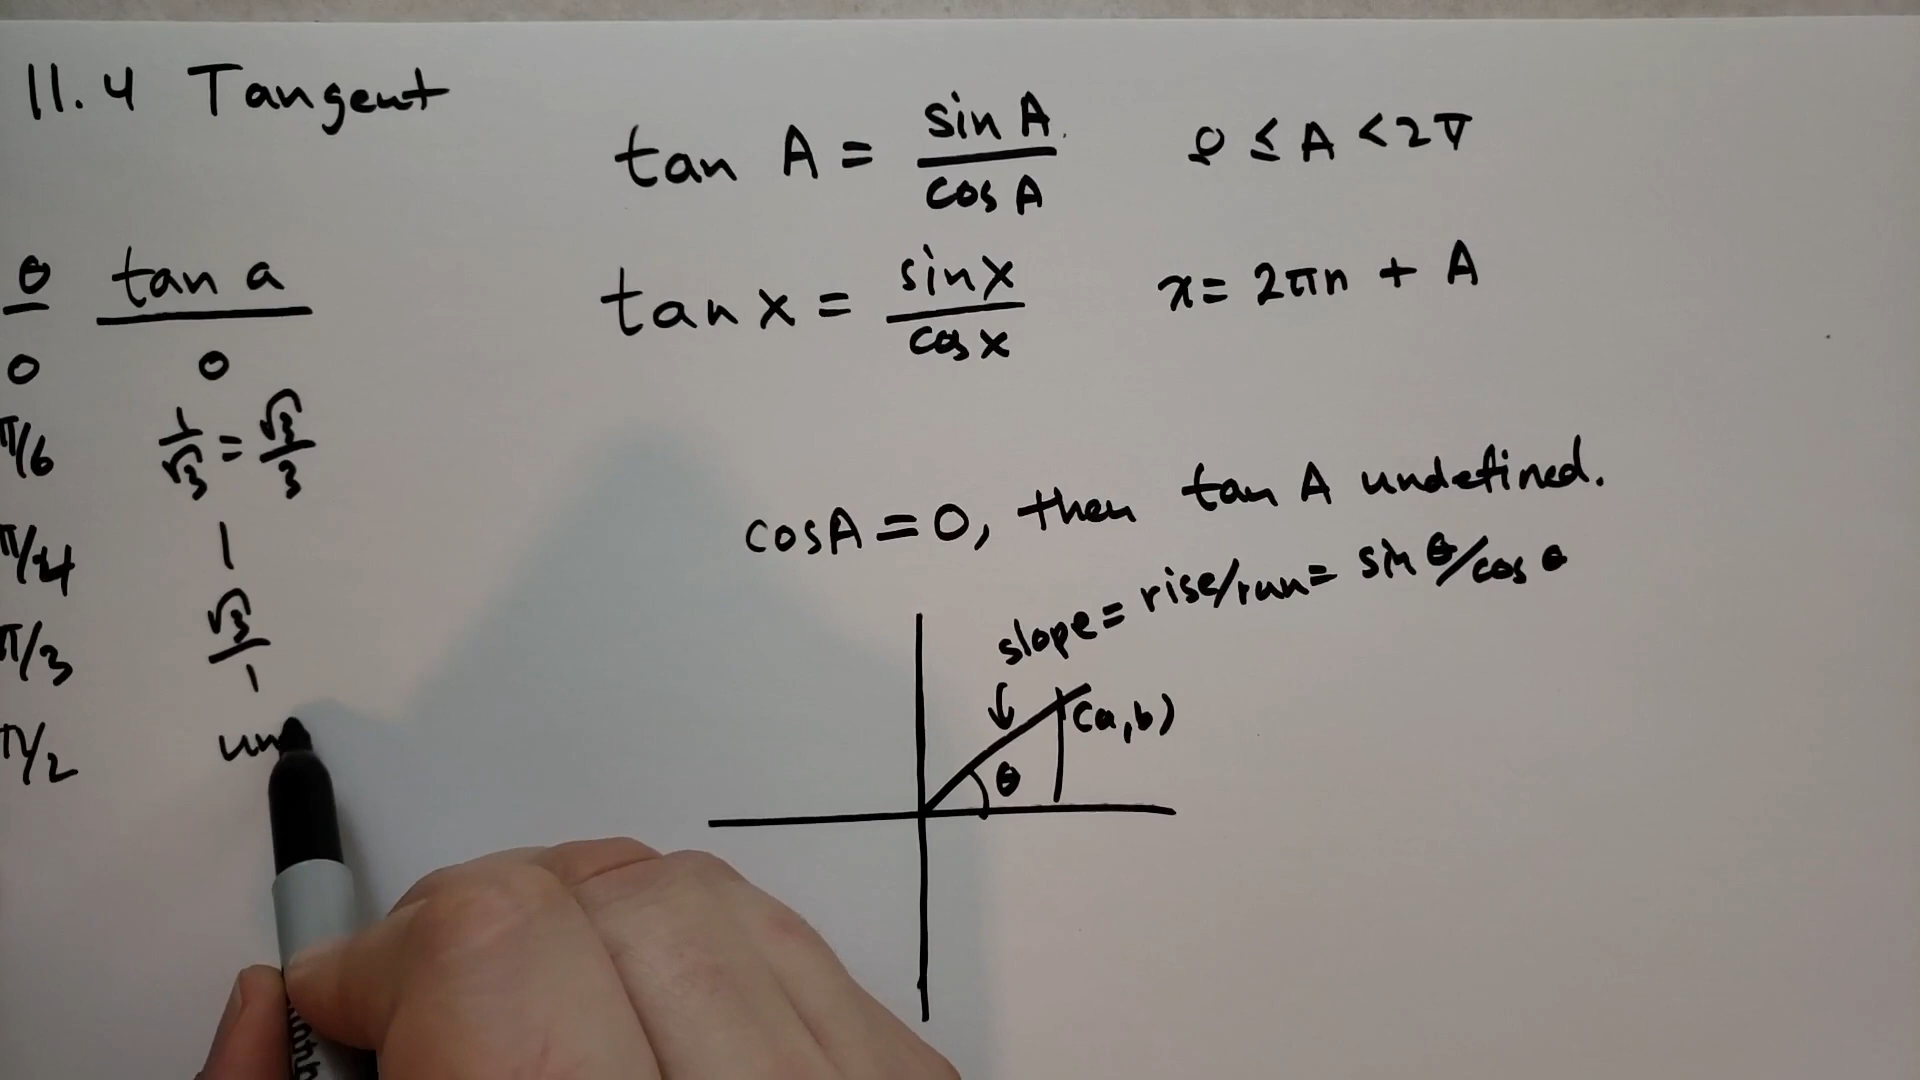 11.4 Tangent
tan A = sin A / cos A
0 ≤ A < 2π
tan x = sin x / cos x
x = 2πn + A
θ tan a
0 0
π/6 1/√3 = √3/3
π/4 1
π/3 √3/1
π/2 un
cos A = 0, then tan A undefined.
slope = rise/run = sin θ/cos θ
(a,b)
θ